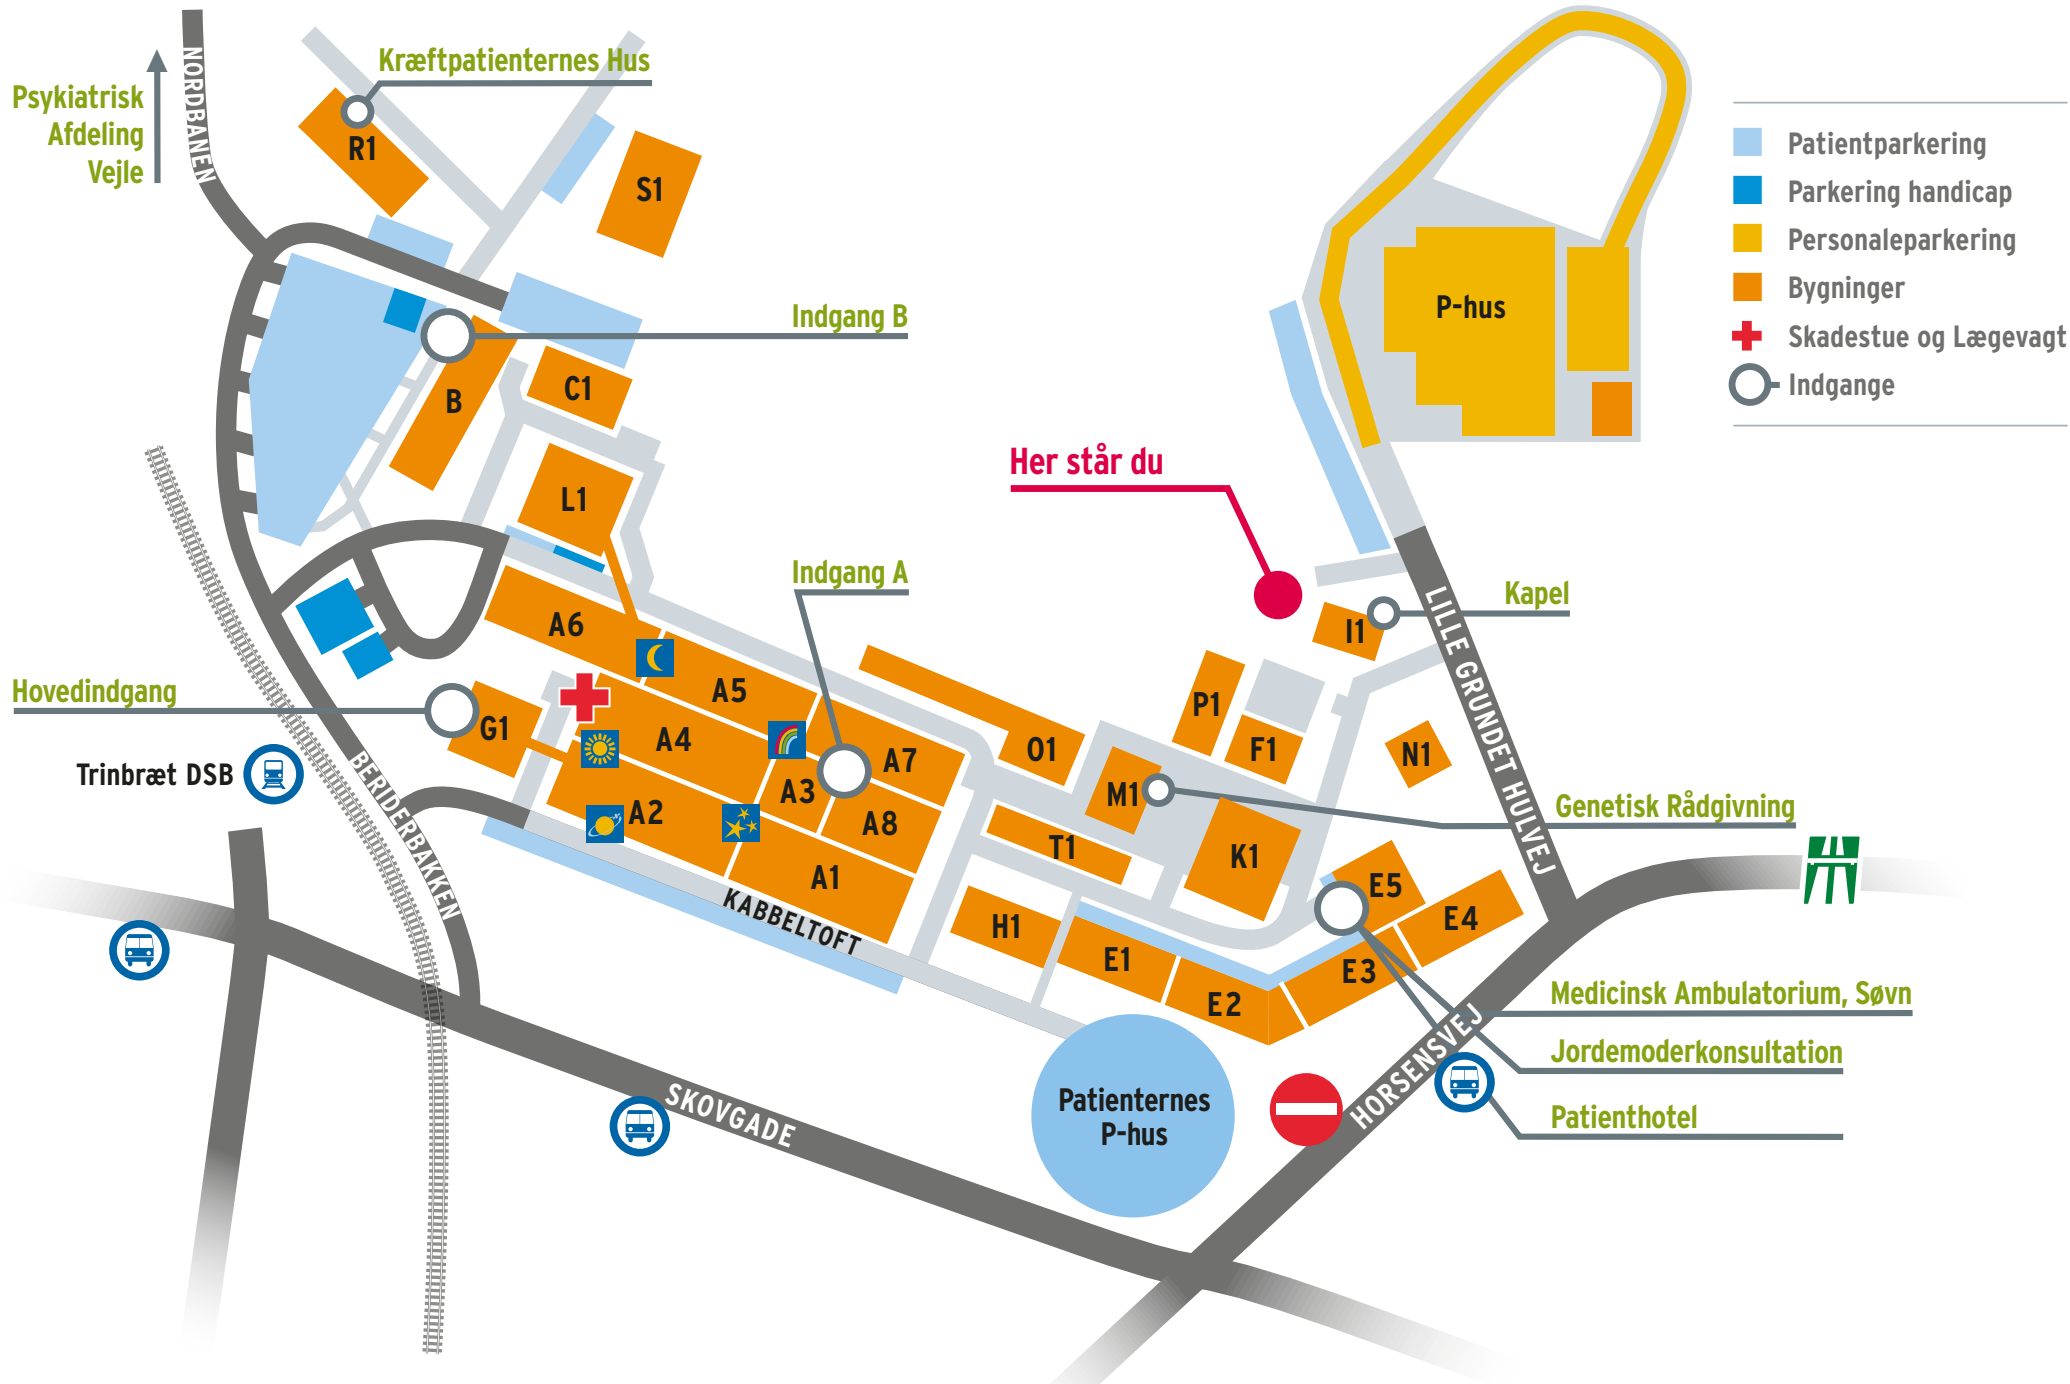 NORDBANEN
Psykiatrisk
Afdeling
Vejle
Kræftpatienternes Hus
R1
S1
Indgang B
B
C1
L1
Her står du
P-hus
Patientparkering
Parkering handicap
Personaleparkering
Bygninger
Skadestue og Lægevagt
Indgange
Indgang A
Kapel
I1
LILLE GRUNDET HULVEJ
A6
A5
A4
A7
A3
A8
A2
A1
Hovedindgang
G1
Trinbræt DSB
BERIDERBAKKEN
O1
P1
F1
N1
M1
Genetisk Rådgivning
T1
K1
E5
E4
H1
E1
E2
E3
KABBELTOFT
Medicinsk Ambulatorium, Søvn
Jordemoderkonsultation
Patienthotel
HORSENSVEJ
Patienternes
P-hus
SKOVGADE